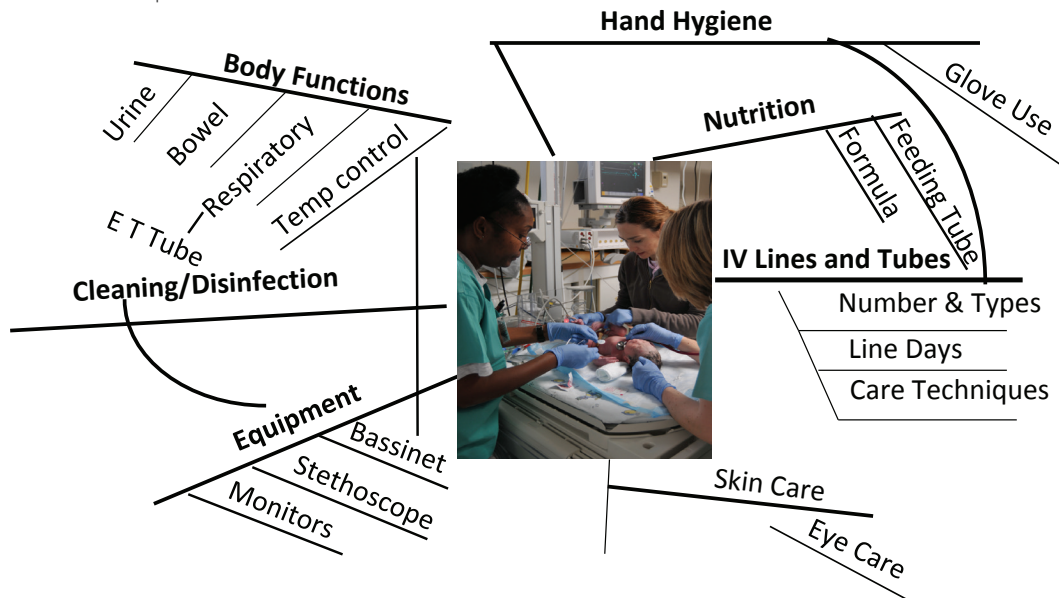 Hand Hygiene
Glove Use
Body Functions
Urine
Bowel
Respiratory
Temp control
E T Tube
Nutrition
Formula
Feeding Tube
Cleaning/Disinfection
IV Lines and Tubes
Number & Types
Line Days
Care Techniques
Equipment
Bassinet
Stethoscope
Monitors
Skin Care
Eye Care